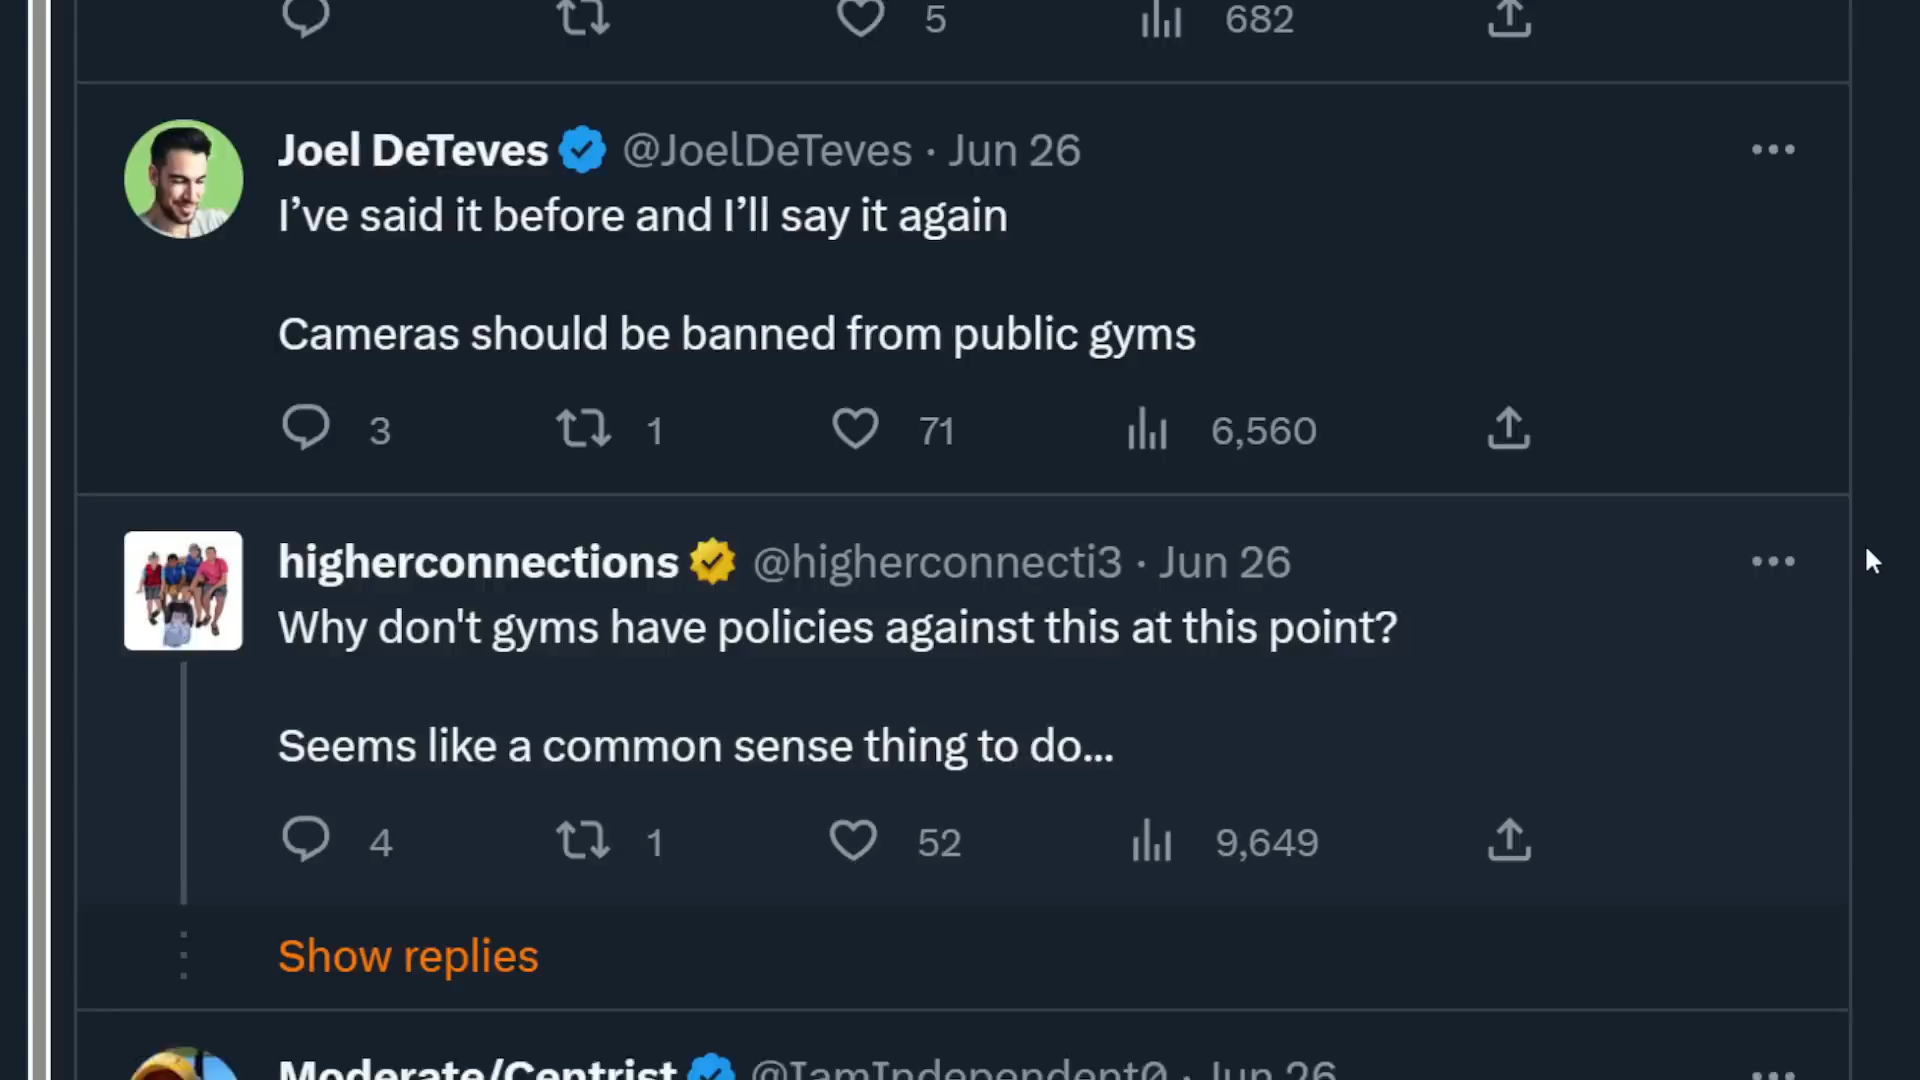 5 682
Joel DeTeves @JoelDeTeves · Jun 26
I’ve said it before and I’ll say it again
Cameras should be banned from public gyms
3 1 71 6,560
higherconnections @higherconnecti3 · Jun 26
Why don't gyms have policies against this at this point?
Seems like a common sense thing to do...
4 1 52 9,649
Show replies
Moderate/Centrist @IamIndependent0 · Jun 26